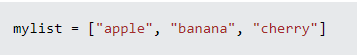 mylist = ["apple", "banana", "cherry"]